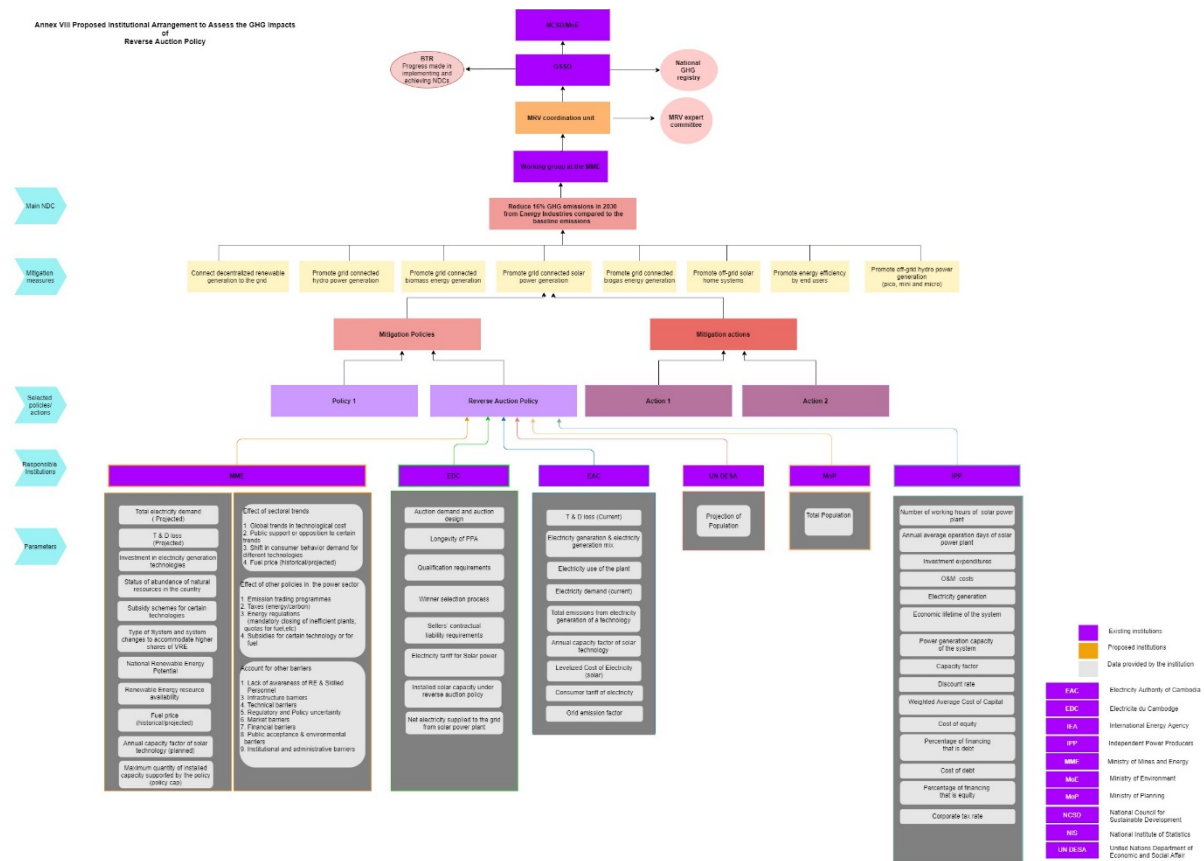 Annex VIII Proposed Institutional Arrangement to Assess the GHG Impacts
of
Reverse Auction Policy
NCSD/MoE
BTR
Progress made in
implementing and
achieving NDCs
GSSD
National
GHG
registry
MRV coordination unit
MRV expert
committee
Working group at the MME
Main NDC
Reduce 16% GHG emissions in 2030
from Energy Industries compared to the
baseline emissions
Mitigation
measures
Connect decentralized renewable
generation to the grid
Promote grid connected
hydro power generation
Promote grid connected
biomass energy generation
Promote grid connected solar
power generation
Promote grid connected
biogas energy generation
Promote off-grid solar
home systems
Promote energy efficiency
by end users
Promote off-grid hydro power
generation
(pico, mini and micro)
Mitigation Policies
Mitigation actions
Selected
policies/
actions
Policy 1
Reverse Auction Policy
Action 1
Action 2
Responsible
Institutions
MME
EDC
EAC
UN DESA
MoP
IPP
Parameters
Total electricity demand
( Projected)
T & D loss
(Projected)
Investment in electricity generation
technologies
Status of abundance of natural
resources in the country
Subsidy schemes for certain
technologies
Type of System and system
changes to accommodate higher
shares of VRE
National Renewable Energy
Potential
Renewable Energy resource
availability
Fuel price
(historical/projected)
Annual capacity factor of solar
technology (planned)
Maximum quantity of installed
capacity supported by the policy
(policy cap)
Effect of sectoral trends
1. Global trends in technological cost
2. Public support or opposition to certain
trends
3. Shift in consumer behavior demand for
different technologies
4. Fuel price (historical/projected)
Effect of other policies in the power sector
1. Emission trading programmes
2. Taxes (energy/carbon)
3. Energy regulations
(mandatory closing of inefficient plants,
quotas for fuel,etc)
4. Subsidies for certain technology or for
fuel
Account for other barriers
1. Lack of awareness of RE & Skilled
Personnel
3. Infrastructure barriers
4. Technical barriers
5. Regulatory and Policy uncertainty
6. Market barriers
7. Financial barriers
8. Public acceptance & environmental
barriers
9. Institutional and administrative barriers
Auction demand and auction
design
Longevity of PPA
Qualification requirements
Winner selection process
Sellers' contractual
liability requirements
Electricity tariff for Solar power
Installed solar capacity under
reverse auction policy
Net electricity supplied to the grid
from solar power plant
T & D loss (Current)
Electricity generation & electricity
generation mix.
Electricity use of the plant
Electricity demand (current)
Total emissions from electricity
generation of a technology
Annual capacity factor of solar
technology
Levelized Cost of Electricity
(solar)
Consumer tariff of electricity
Grid emission factor
Projection of
Population
Total Population
Number of working hours of solar power
plant
Annual average operation days of solar
power plant
Investment expenditures
O&M costs
Electricity generation
Economic lifetime of the system
Power generation capacity
of the system
Capacity factor
Discount rate
Weighted Average Cost of Capital
Cost of equity
Percentage of financing
that is debt
Cost of debt
Percentage of financing
that is equity
Corporate tax rate
Existing institutions
Proposed institutions
Data provided by the institution
EAC Electricity Authority of Cambodia
EDC Electricite du Cambodge
IEA International Energy Agency
IPP Independent Power Producers
MME Ministry of Mines and Energy
MoE Ministry of Environment
MoP Ministry of Planning
NCSD National Council for
Sustainable Development
NIS National Institute of Statistics
UN DESA United Nations Department of
Economic and Social Affair